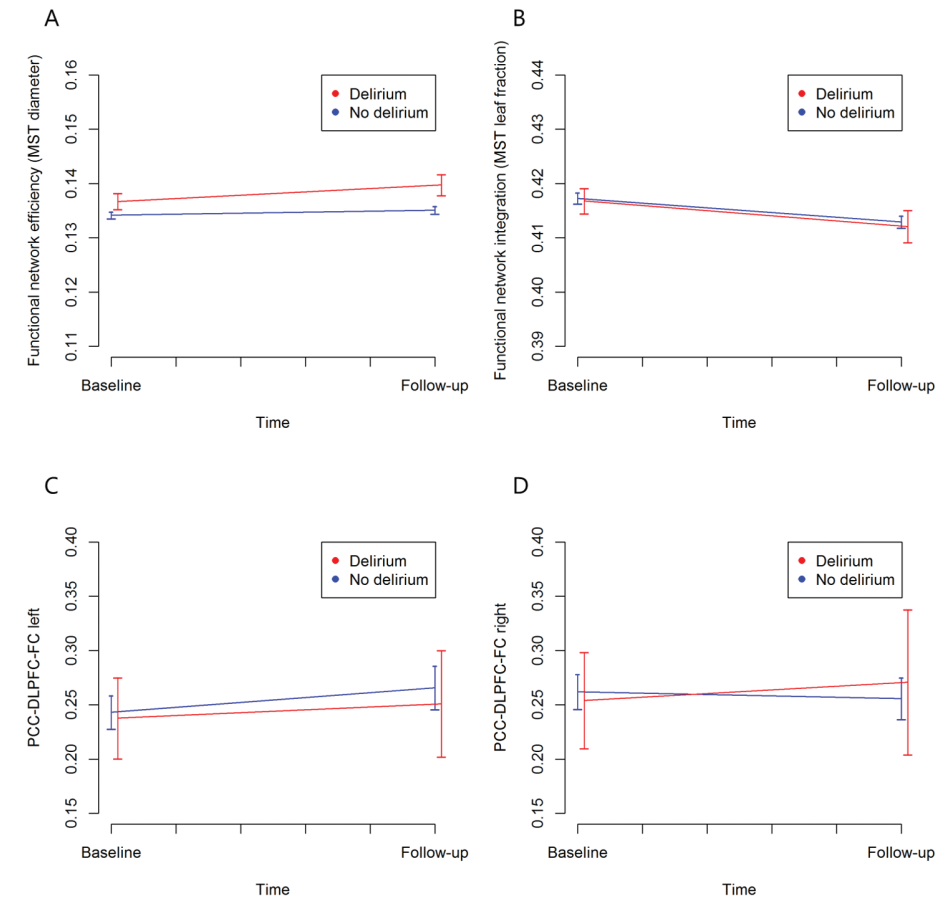 A
Functional network efficiency (MST diameter)
0.16
0.15
0.14
0.13
0.12
0.11
Delirium
No delirium
Baseline
Follow-up
Time
B
Functional network integration (MST leaf fraction)
0.44
0.43
0.42
0.41
0.40
0.39
Delirium
No delirium
Baseline
Follow-up
Time
C
PCC-DLPFC-FC left
0.40
0.35
0.30
0.25
0.20
0.15
Delirium
No delirium
Baseline
Follow-up
Time
D
PCC-DLPFC-FC right
0.40
0.35
0.30
0.25
0.20
0.15
Delirium
No delirium
Baseline
Follow-up
Time